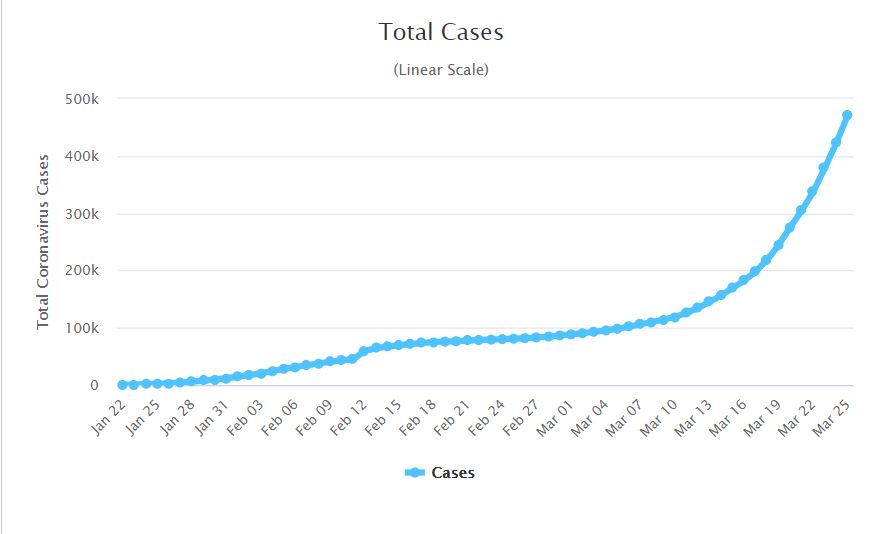 Total Cases
(Linear Scale)
Total Coronavirus Cases
500k
400k
300k
200k
100k
0
Jan 22
Jan 25
Jan 28
Jan 31
Feb 03
Feb 06
Feb 09
Feb 12
Feb 15
Feb 18
Feb 21
Feb 24
Feb 27
Mar 01
Mar 04
Mar 07
Mar 10
Mar 13
Mar 16
Mar 19
Mar 22
Mar 25
Cases